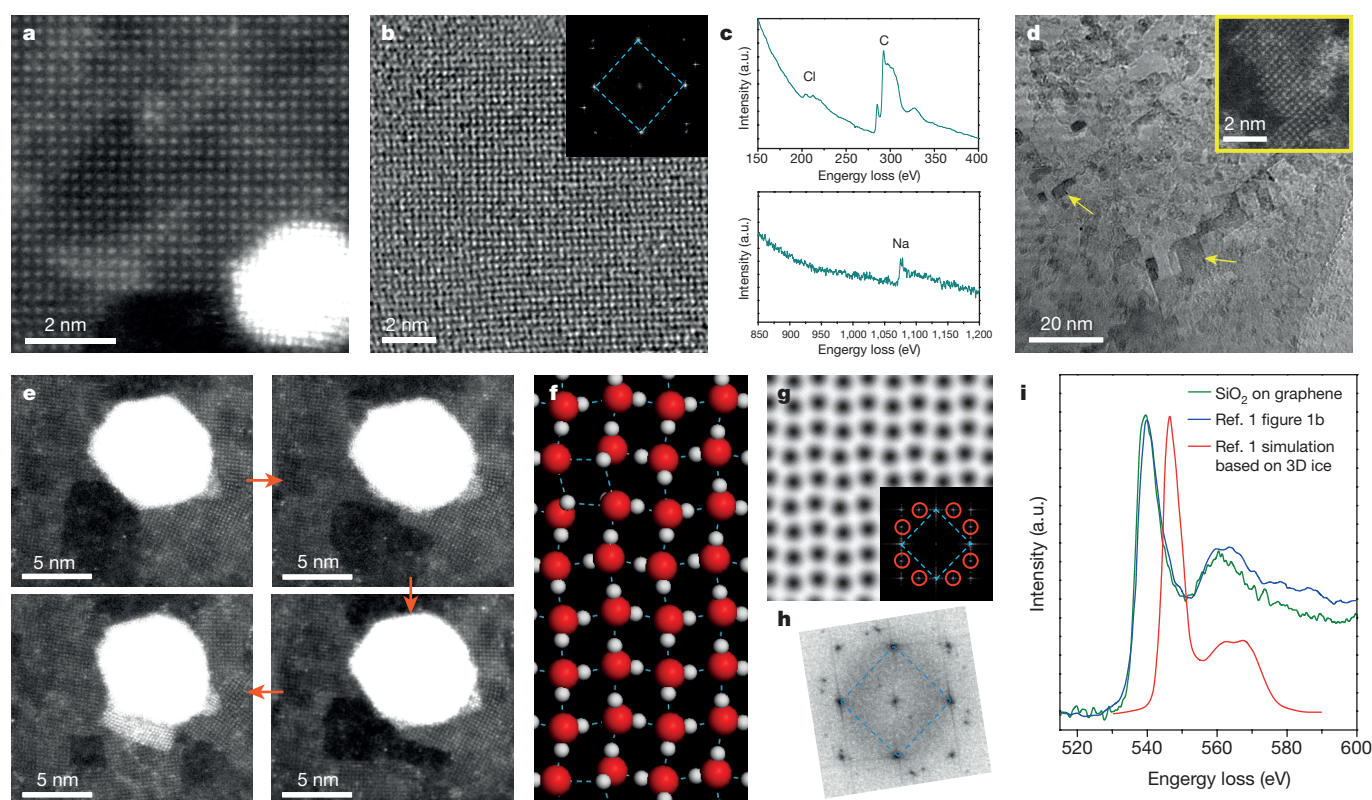 a
2 nm
b
2 nm
c
Intensity (a.u.)
Cl
C
150 200 250 300 350 400
Engergy loss (eV)
Intensity (a.u.)
Na
850 900 950 1,000 1,050 1,100 1,150 1,200
Engergy loss (eV)
d
2 nm
20 nm
e
5 nm
5 nm
5 nm
5 nm
f
g
h
i
SiO2 on graphene
Ref. 1 figure 1b
Ref. 1 simulation
based on 3D ice
Intensity (a.u.)
520 540 560 580 600
Engergy loss (eV)